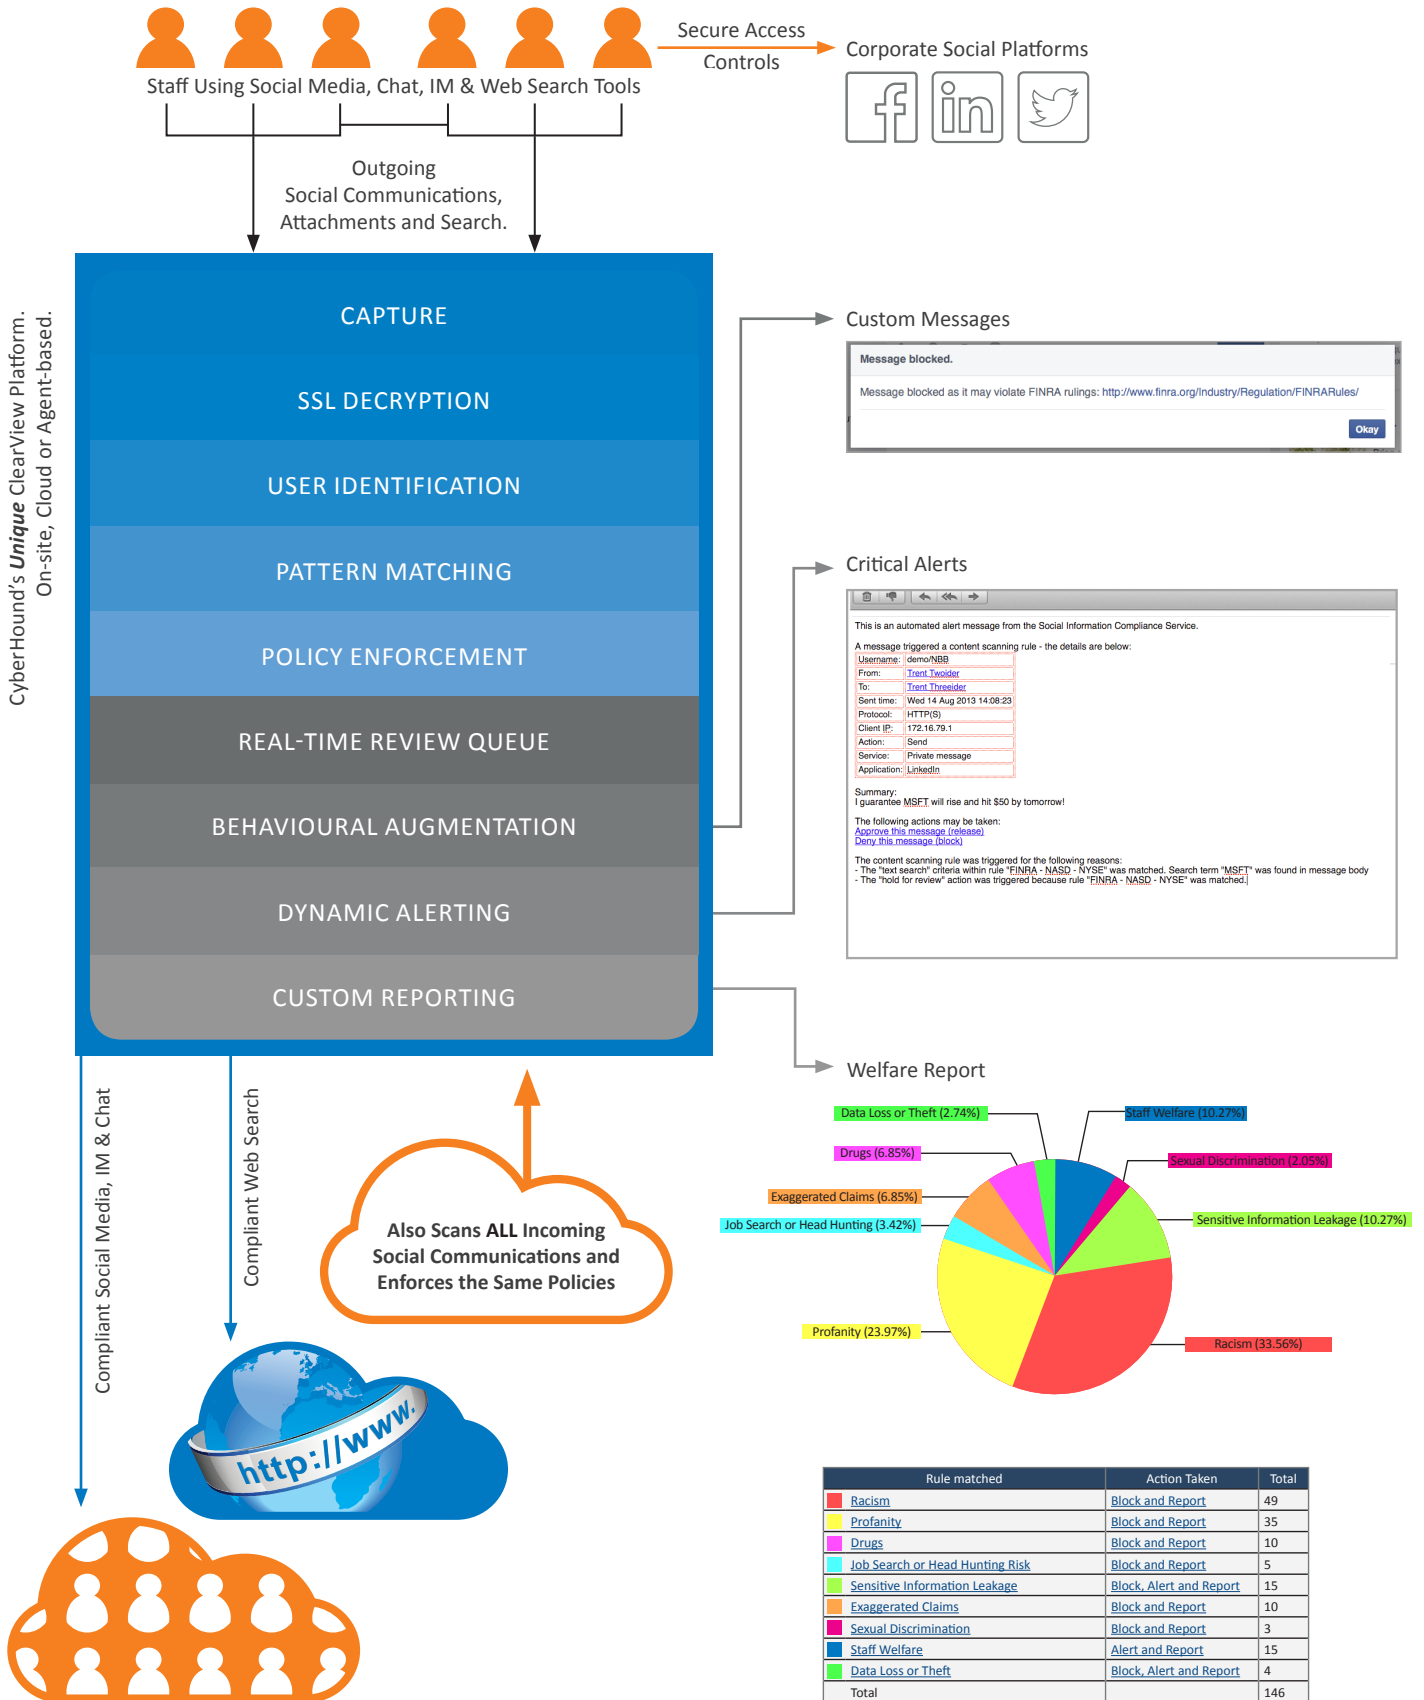 Staff Using Social Media, Chat, IM & Web Search Tools
Secure Access
Controls
Corporate Social Platforms
f
in
Outgoing
Social Communications,
Attachments and Search.
CyberHound's Unique ClearView Platform.
On-site, Cloud or Agent-based.
CAPTURE
SSL DECRYPTION
USER IDENTIFICATION
PATTERN MATCHING
POLICY ENFORCEMENT
REAL-TIME REVIEW QUEUE
BEHAVIOURAL AUGMENTATION
DYNAMIC ALERTING
CUSTOM REPORTING
Custom Messages
Message blocked.
Message blocked as it may violate FINRA rulings: http://www.finra.org/Industry/Regulation/FINRARules/
Okay
Critical Alerts
This is an automated alert message from the Social Information Compliance Service.
A message triggered a content scanning rule - the details are below:
Username: demo/NBB
From: Trent Twoider
To: Trent Threeider
Sent time: Wed 14 Aug 2013 14:08:23
Protocol: HTTP(S)
Client IP: 172.16.79.1
Action: Send
Service: Private message
Application: LinkedIn
Summary:
I guarantee MSFT will rise and hit $50 by tomorrow!
The following actions may be taken:
Approve this message (release)
Deny this message (block)
The content scanning rule was triggered for the following reasons:
- The "text search" criteria within rule "FINRA - NASD - NYSE" was matched. Search term "MSFT" was found in message body
- The "hold for review" action was triggered because rule "FINRA - NASD - NYSE" was matched.
Compliant Social Media, IM & Chat
Compliant Web Search
Also Scans ALL Incoming
Social Communications and
Enforces the Same Policies
http://www.
Welfare Report
Data Loss or Theft (2.74%)
Staff Welfare (10.27%)
Drugs (6.85%)
Sexual Discrimination (2.05%)
Exaggerated Claims (6.85%)
Job Search or Head Hunting (3.42%)
Sensitive Information Leakage (10.27%)
Profanity (23.97%)
Racism (33.56%)
Rule matched Action Taken Total
Racism Block and Report 49
Profanity Block and Report 35
Drugs Block and Report 10
Job Search or Head Hunting Risk Block and Report 5
Sensitive Information Leakage Block, Alert and Report 15
Exaggerated Claims Block and Report 10
Sexual Discrimination Block and Report 3
Staff Welfare Alert and Report 15
Data Loss or Theft Block, Alert and Report 4
Total 146